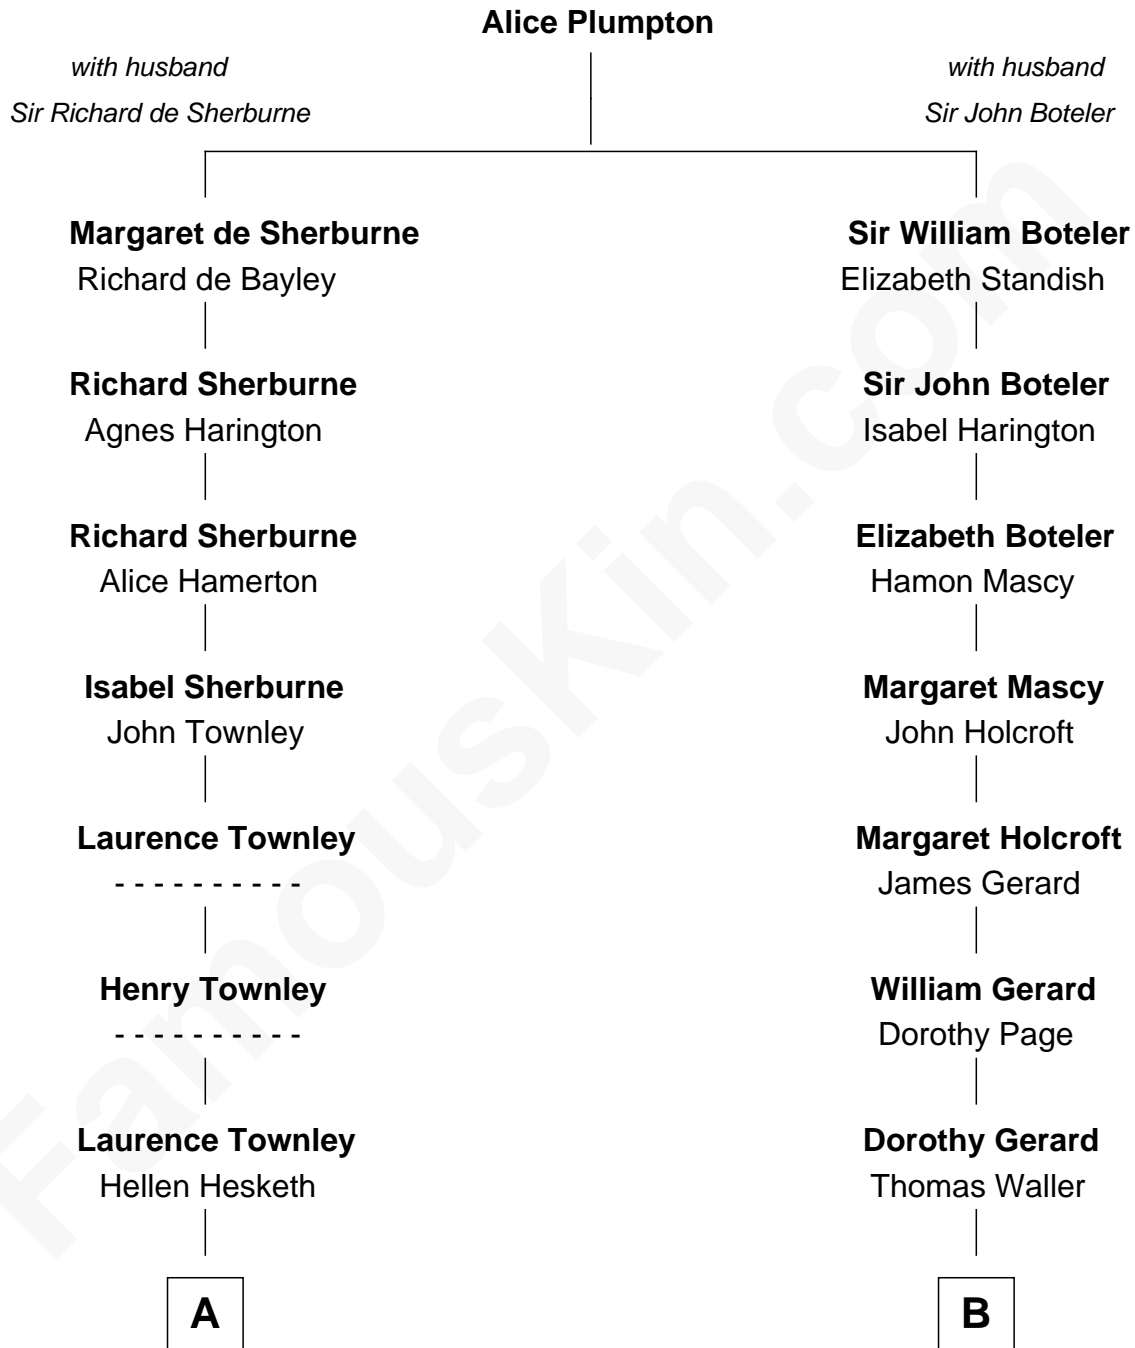 Alice Plumpton
with husband
Sir Richard de Sherburne
with husband
Sir John Boteler
Margaret de Sherburne
Richard de Bayley
Sir William Boteler
Elizabeth Standish
Richard Sherburne
Agnes Harington
Sir John Boteler
Isabel Harington
Richard Sherburne
Alice Hamerton
Elizabeth Boteler
Hamon Mascy
Isabel Sherburne
John Townley
Margaret Mascy
John Holcroft
Laurence Townley
- - - - - - - - - -
Margaret Holcroft
James Gerard
Henry Townley
- - - - - - - - - -
William Gerard
Dorothy Page
Laurence Townley
Hellen Hesketh
Dorothy Gerard
Thomas Waller
A
B
FamousKin.com